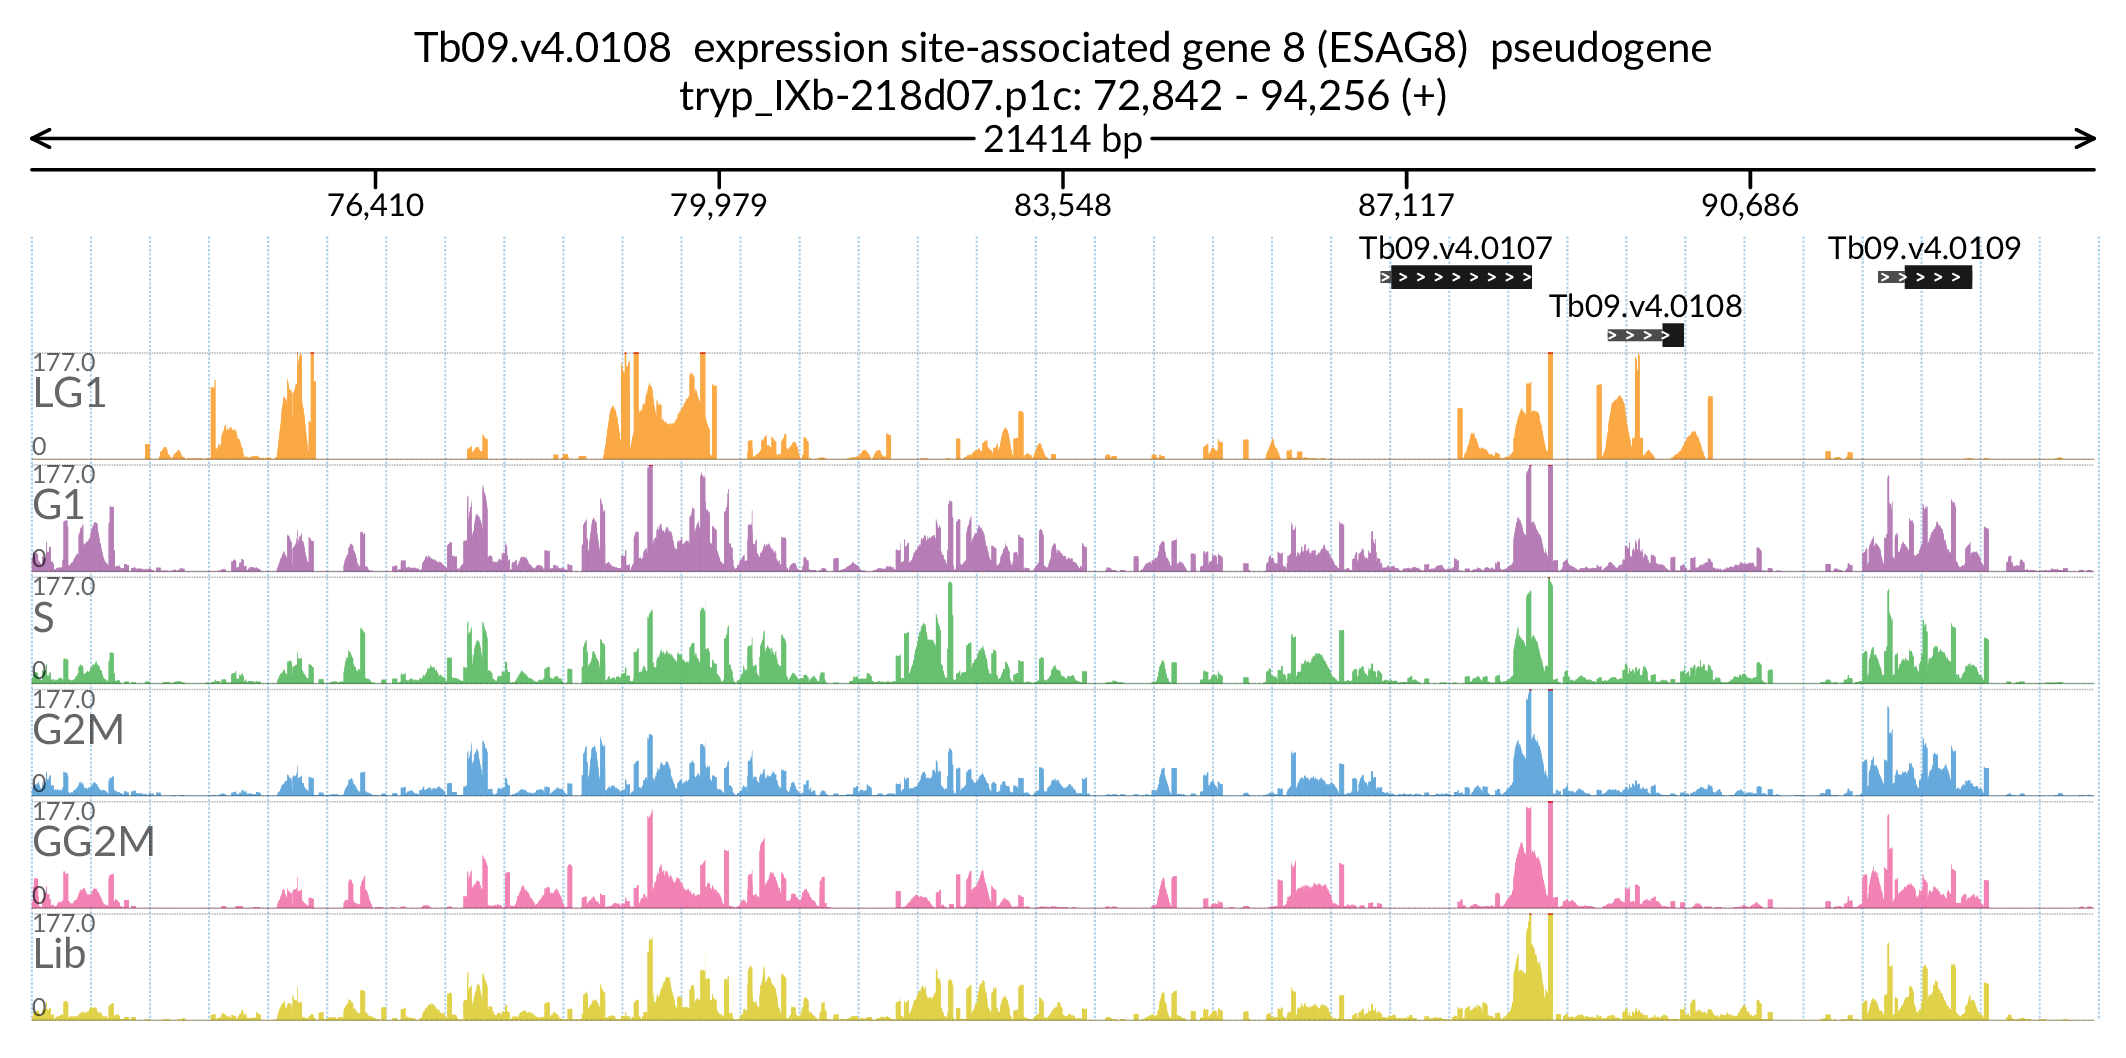 Tb09.v4.0108 expression site-associated gene 8 (ESAG8) pseudogene
tryp_IXb-218d07.p1c: 72,842 - 94,256 (+)
21414 bp
76,410 79,979 83,548 87,117 90,686
Tb09.v4.0107 Tb09.v4.0109
Tb09.v4.0108
177.0
LG1
0
177.0
G1
0
177.0
S
0
177.0
G2M
0
177.0
GG2M
0
177.0
Lib
0